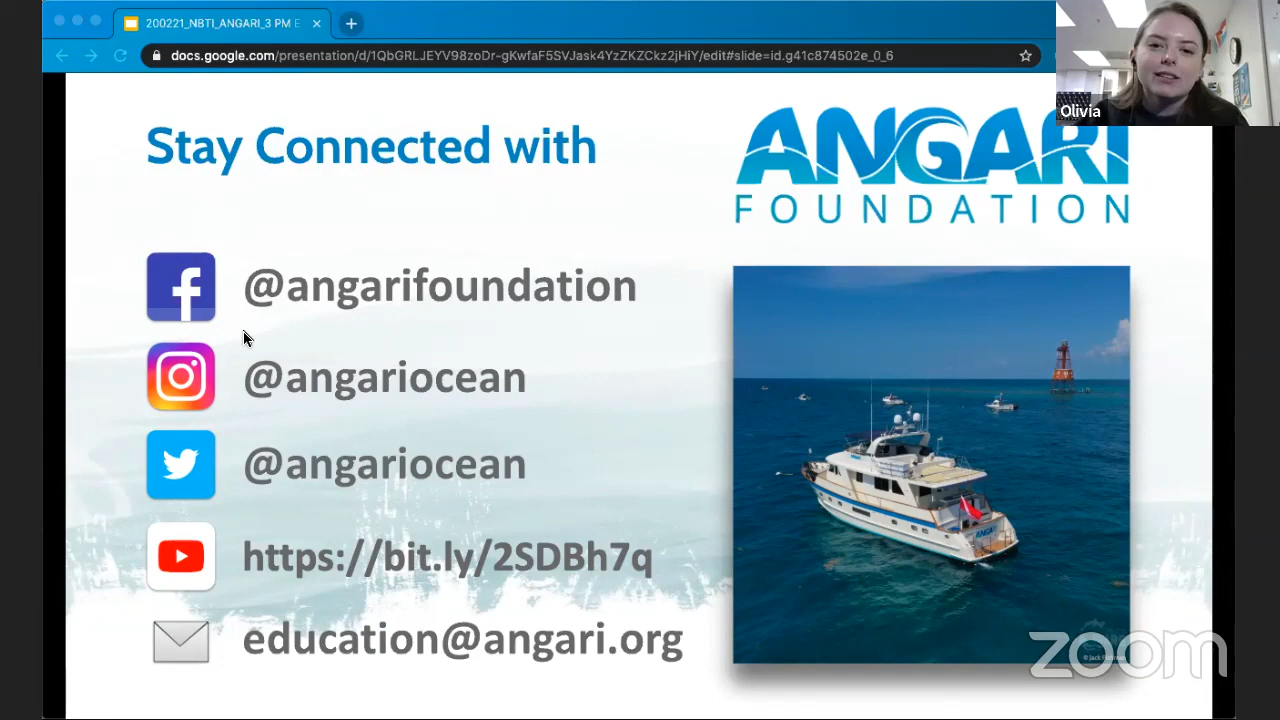 200221_NBTI_ANGARI_3 PM E
docs.google.com/presentation/d/1QbGRLJEYV98zoDr-gKwfaF5SVJask4YzZKZCkz2jHiY/edit#slide=id.g41c874502e_0_6
Olivia
Stay Connected with
ANGARI
FOUNDATION
@angarifoundation
@angariocean
@angariocean
https://bit.ly/2SDBh7q
education@angari.org
ANGARI
zoom